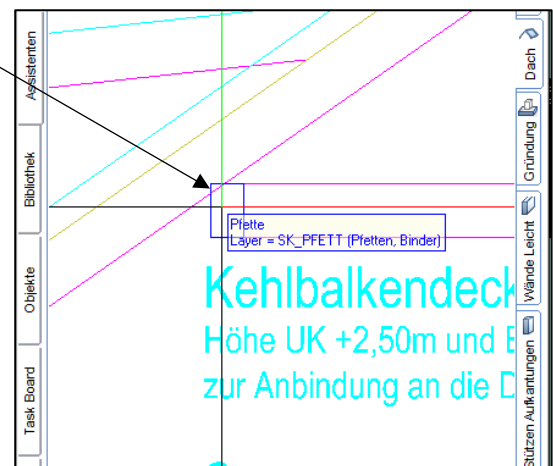 Assistenten
Bibliothek
Objekte
Task Board
Pfette
Layer = SK_PFETT (Pfetten, Binder)
Kehlbalkendeck
Höhe UK +2,50m und
zur Anbindung an die
Dach
Gründung
Wände Leicht
Stützen Aufkantungen